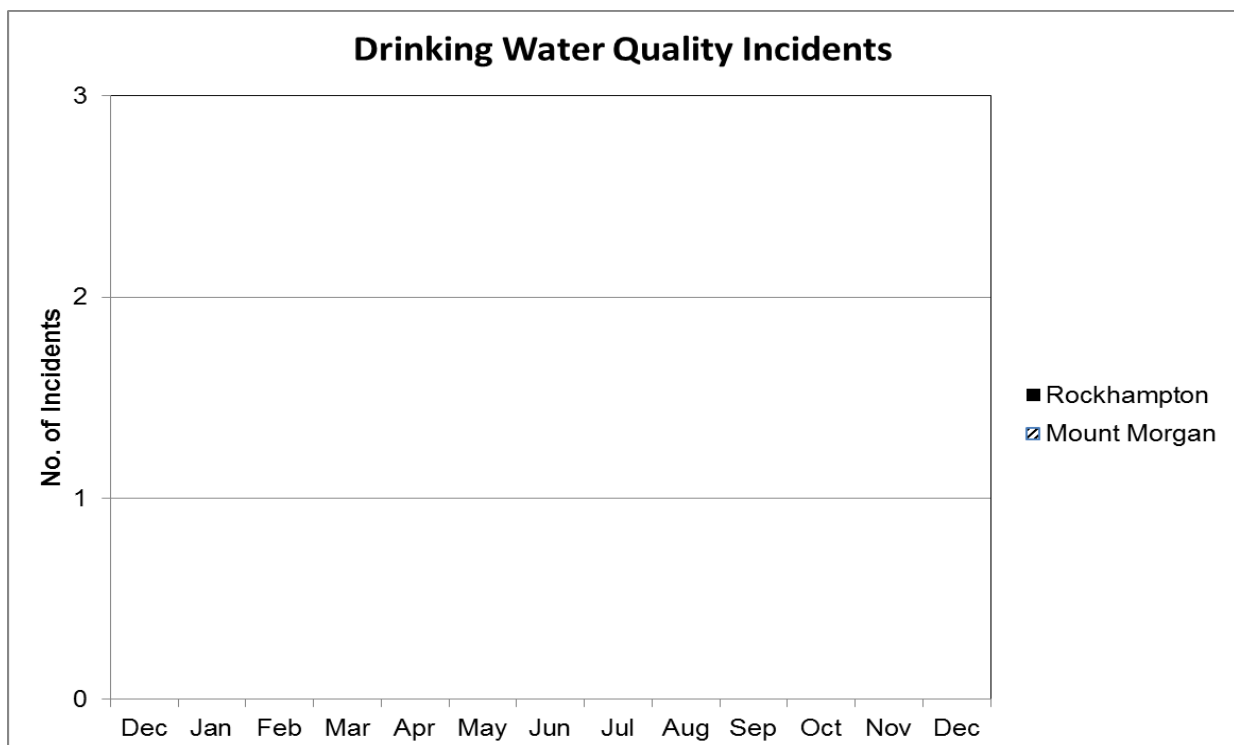 Drinking Water Quality Incidents
3
2
1
0
No. of Incidents
Dec Jan Feb Mar Apr May Jun Jul Aug Sep Oct Nov Dec
Rockhampton
Mount Morgan